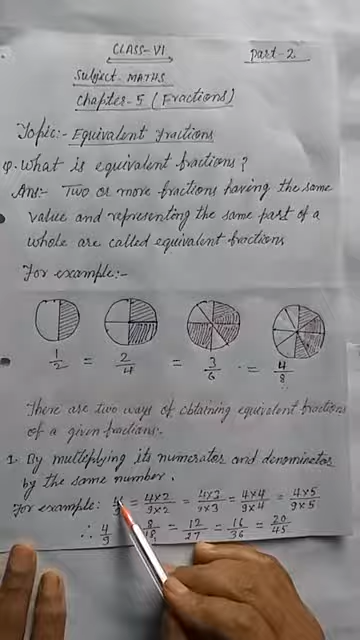 CLASS-VI
Part-2
Subject-MATHS
Chapter-5 (Fractions)
Topic:- Equivalent Fractions
Q. What is equivalent fractions?
Ans:- Two or more fractions having the same
value and representing the same part of a
whole are called equivalent fractions
For example:-
1/2 = 2/4 = 3/6 = 4/8
There are two ways of obtaining equivalent fractions
of a given fractions.
1. By multeplying its numerators and denominator
by the same number.
For example: 4/9 = 4×2/9×2 = 4×3/9×3 = 4×4/9×4 = 4×5/9×5
∴ 4/9 8/18 = 12/27 = 16/36 = 20/45